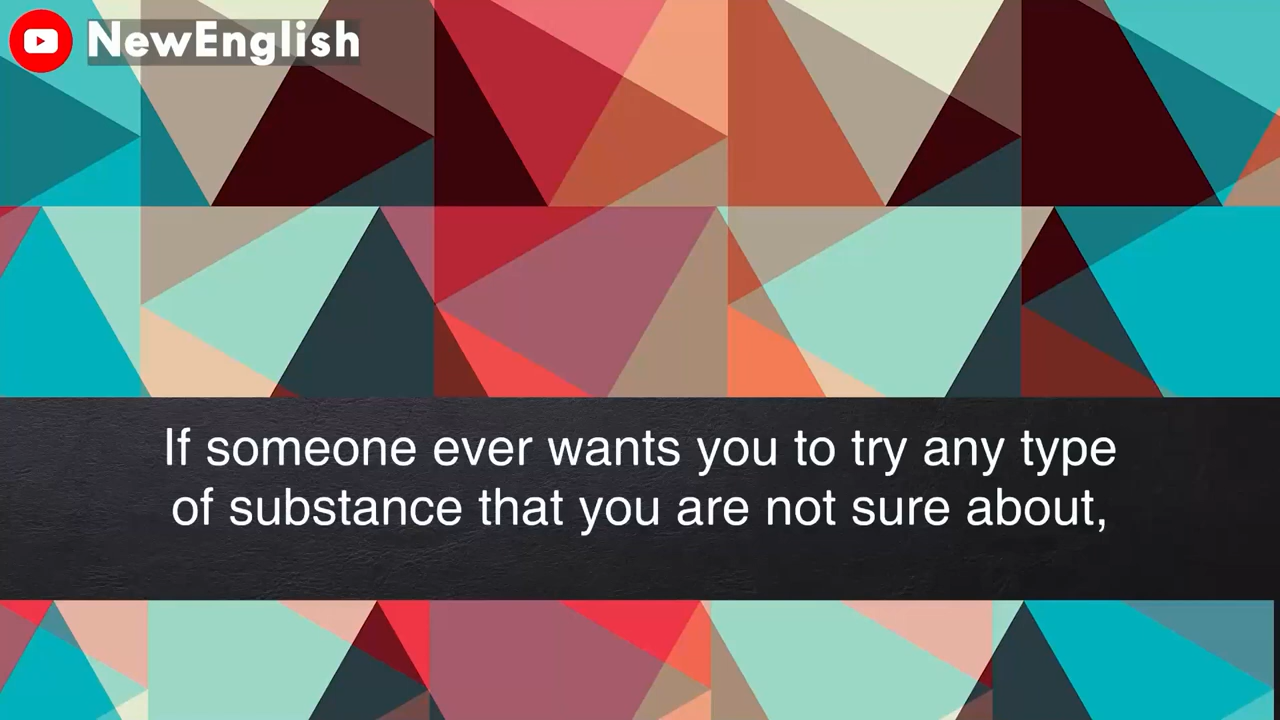 NewEnglish
If someone ever wants you to try any type
of substance that you are not sure about,